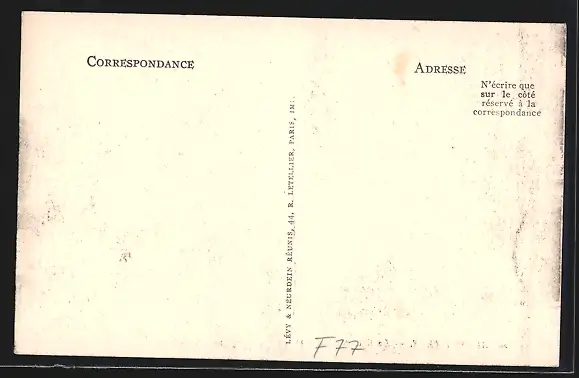 CORRESPONDANCE
ADRESSE
N'écrire que
sur le côté
réservé à la
correspondance
LÉVY & NEURDEIN RÉUNIS, 44, R. LETELLIER, PARIS, IMP.
F77